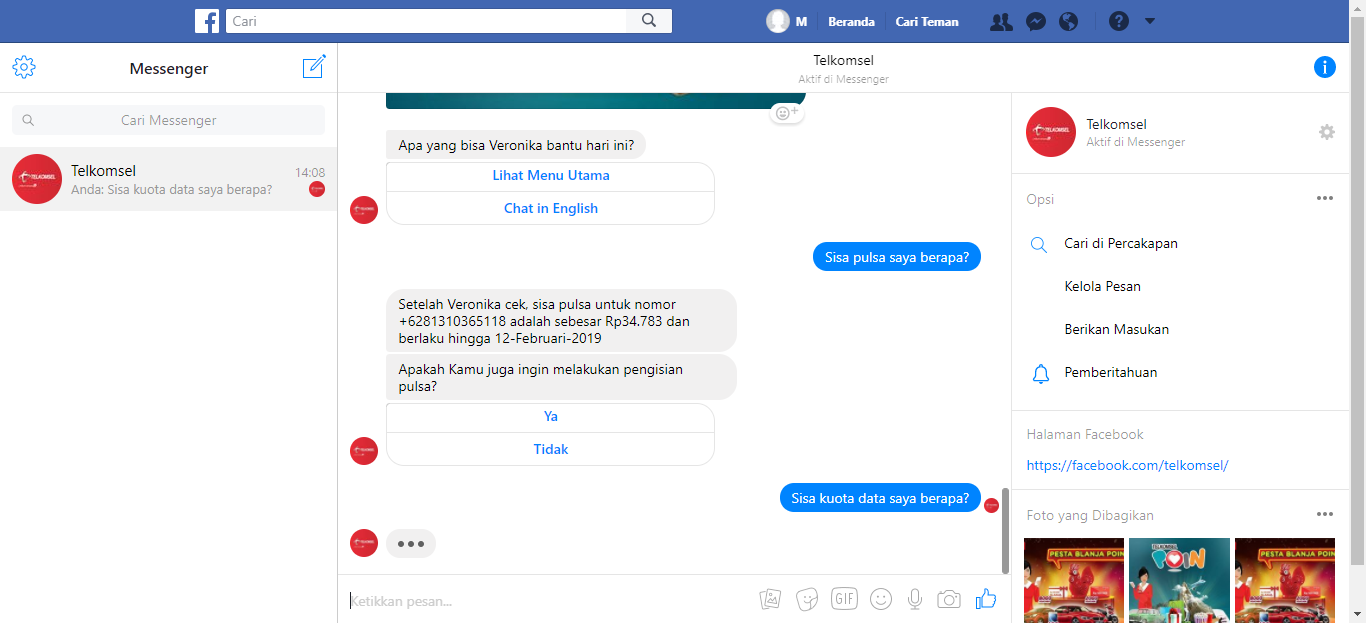 Cari
M
Beranda
Cari Teman
?
Messenger
Cari Messenger
Telkomsel
14:08
Anda: Sisa kuota data saya berapa?
Telkomsel
Aktif di Messenger
Apa yang bisa Veronika bantu hari ini?
Lihat Menu Utama
Chat in English
Sisa pulsa saya berapa?
Setelah Veronika cek, sisa pulsa untuk nomor
+6281310365118 adalah sebesar Rp34.783 dan
berlaku hingga 12-Februari-2019
Apakah Kamu juga ingin melakukan pengisian
pulsa?
Ya
Tidak
Sisa kuota data saya berapa?
Ketikkan pesan...
GIF
TELKOMSEL
Telkomsel
Aktif di Messenger
Opsi
Cari di Percakapan
Kelola Pesan
Berikan Masukan
Pemberitahuan
Halaman Facebook
https://facebook.com/telkomsel/
Foto yang Dibagikan
PESTA BLANJA POIN
TELKOMSEL
POIN
PESTA BLANJA POIN